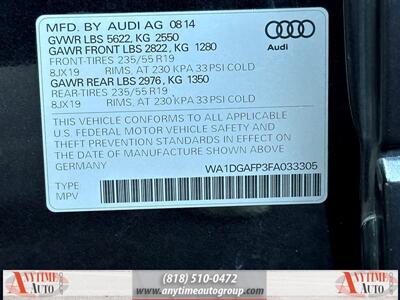 MFD. BY AUDI AG 08 14
GVWR LBS 5622, KG 2550
GAWR FRONT LBS 2822, KG 1280
FRONT-TIRES 235/55 R19
8JX19 RIMS, AT 230 KPA 33 PSI COLD
GAWR REAR LBS 2976, KG 1350
REAR-TIRES 235/55 R19
8JX19 RIMS, AT 230 KPA 33 PSI COLD
THIS VEHICLE CONFORMS TO ALL APPLICABLE
U.S. FEDERAL MOTOR VEHICLE SAFETY AND
THEFT PREVENTION STANDARDS IN EFFECT ON
THE DATE OF MANUFACTURE SHOWN ABOVE
GERMANY
WA1DGAFP3FA033305
TYPE:
MPV
ANYTIME
AUTO
(818) 510-0472
www.anytimeautogroup.com
ANYTIME
AUTO